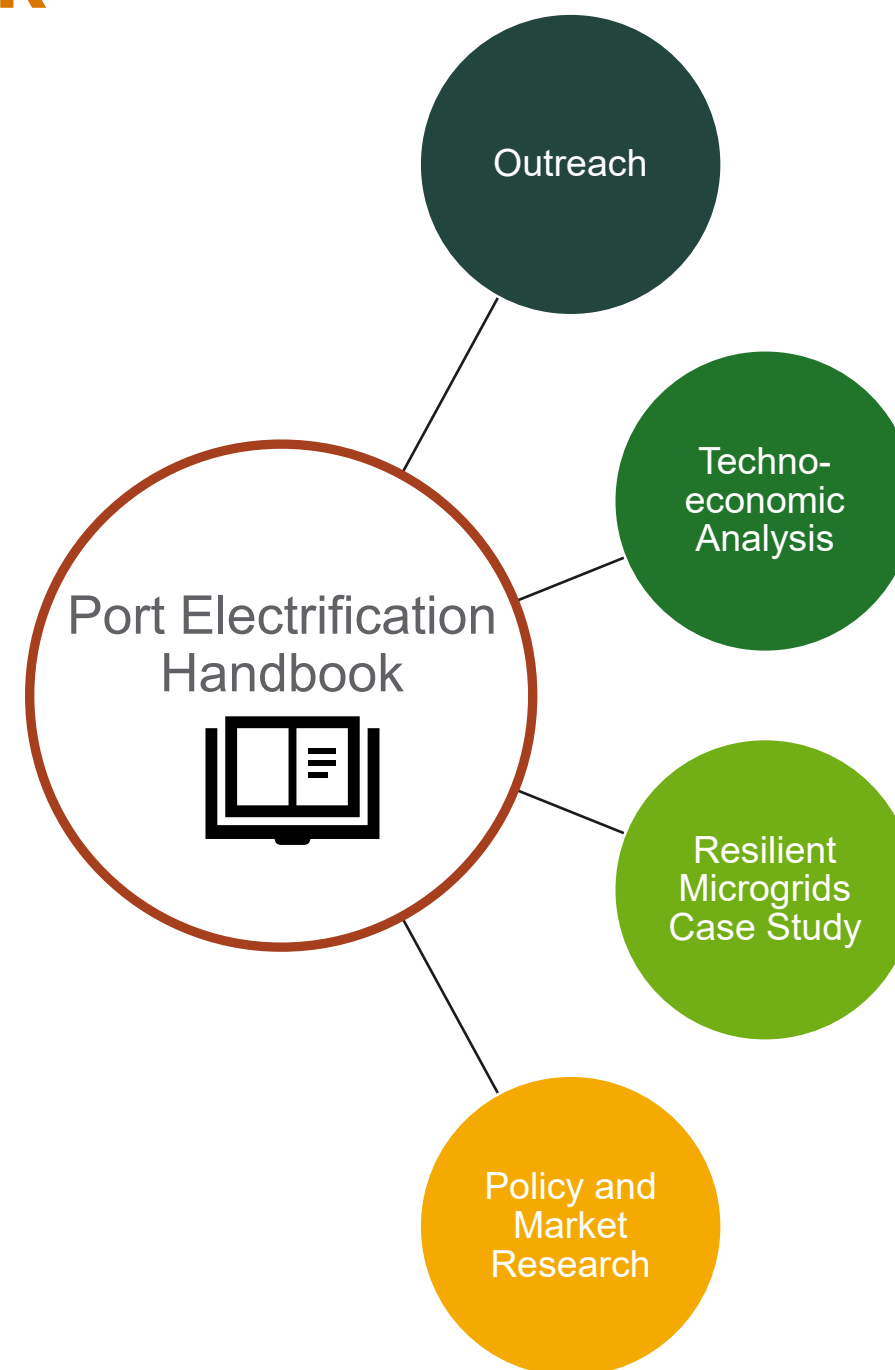 Outreach
Techno-
economic
Analysis
Port Electrification
Handbook
Resilient
Microgrids
Case Study
Policy and
Market
Research